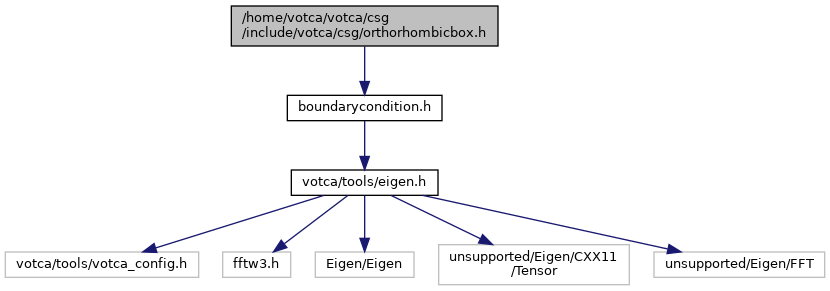 /home/votca/votca/csg
/include/votca/csg/orthorhombicbox.h
boundarycondition.h
votca/tools/eigen.h
votca/tools/votca_config.h
fftw3.h
Eigen/Eigen
unsupported/Eigen/CXX11
/Tensor
unsupported/Eigen/FFT